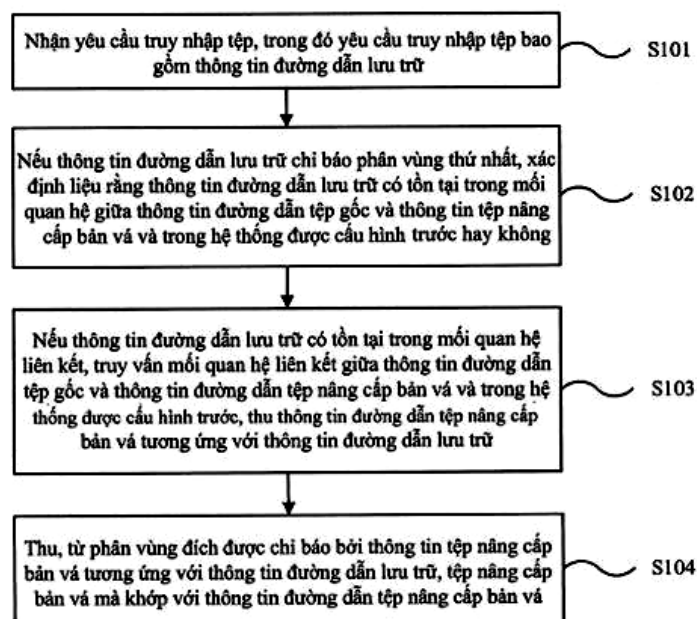 Nhận yêu cầu truy nhập tệp, trong đó yêu cầu truy nhập tệp bao
gồm thông tin đường dẫn lưu trữ
S101
Nếu thông tin đường dẫn lưu trữ chỉ báo phân vùng thứ nhất, xác
định liệu rằng thông tin đường dẫn lưu trữ có tồn tại trong mối
quan hệ giữa thông tin đường dẫn tệp gốc và thông tin tệp nâng
cấp bản vá và trong hệ thống được cấu hình trước hay không
S102
Nếu thông tin đường dẫn lưu trữ có tồn tại trong mối quan hệ
liên kết, truy vấn mối quan hệ liên kết giữa thông tin đường dẫn
tệp gốc và thông tin đường dẫn tệp nâng cấp bản vá và trong hệ
thống được cấu hình trước, thu thông tin đường dẫn tệp nâng cấp
bản vá tương ứng với thông tin đường dẫn lưu trữ
S103
Thu, từ phân vùng đích được chỉ báo bởi thông tin tệp nâng cấp
bản vá tương ứng với thông tin đường dẫn lưu trữ, tệp nâng cấp
bản vá mà khớp với thông tin đường dẫn tệp nâng cấp bản vá
S104